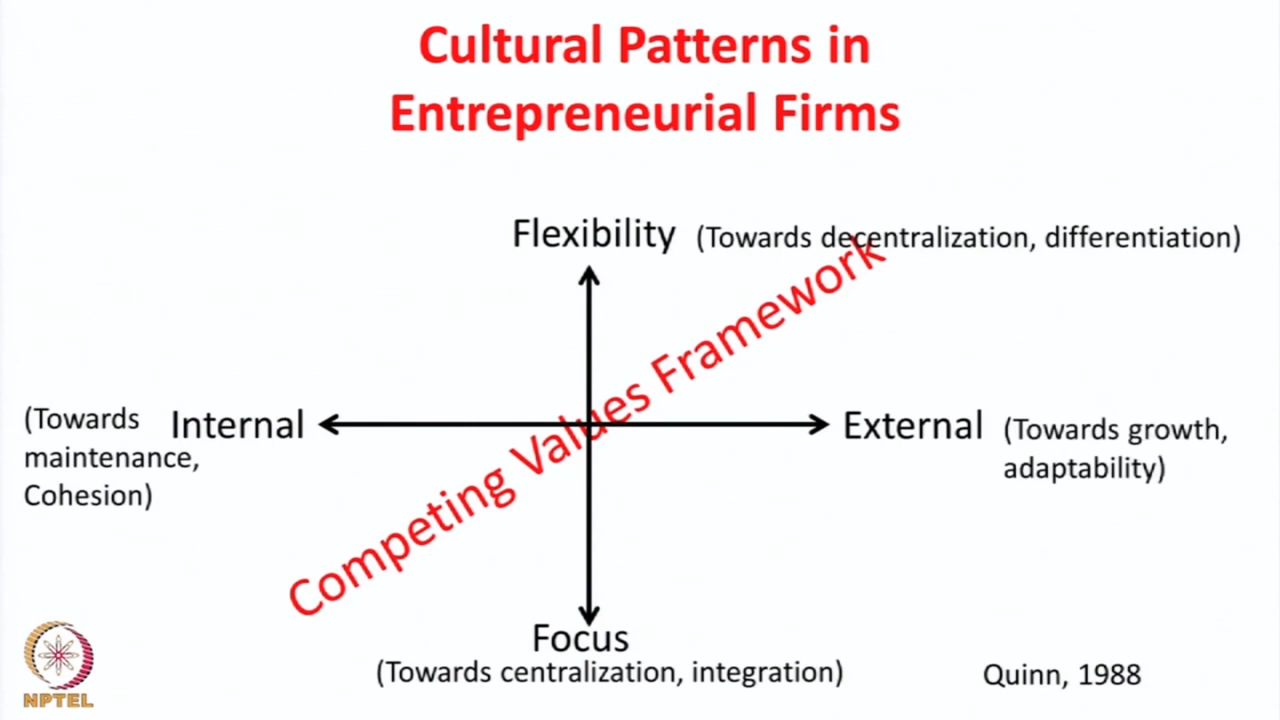 Cultural Patterns in
Entrepreneurial Firms
Flexibility (Towards decentralization, differentiation)
Competing Values Framework
(Towards
maintenance,
Cohesion)
Internal
External
(Towards growth,
adaptability)
Focus
(Towards centralization, integration)
Quinn, 1988
NPTEL